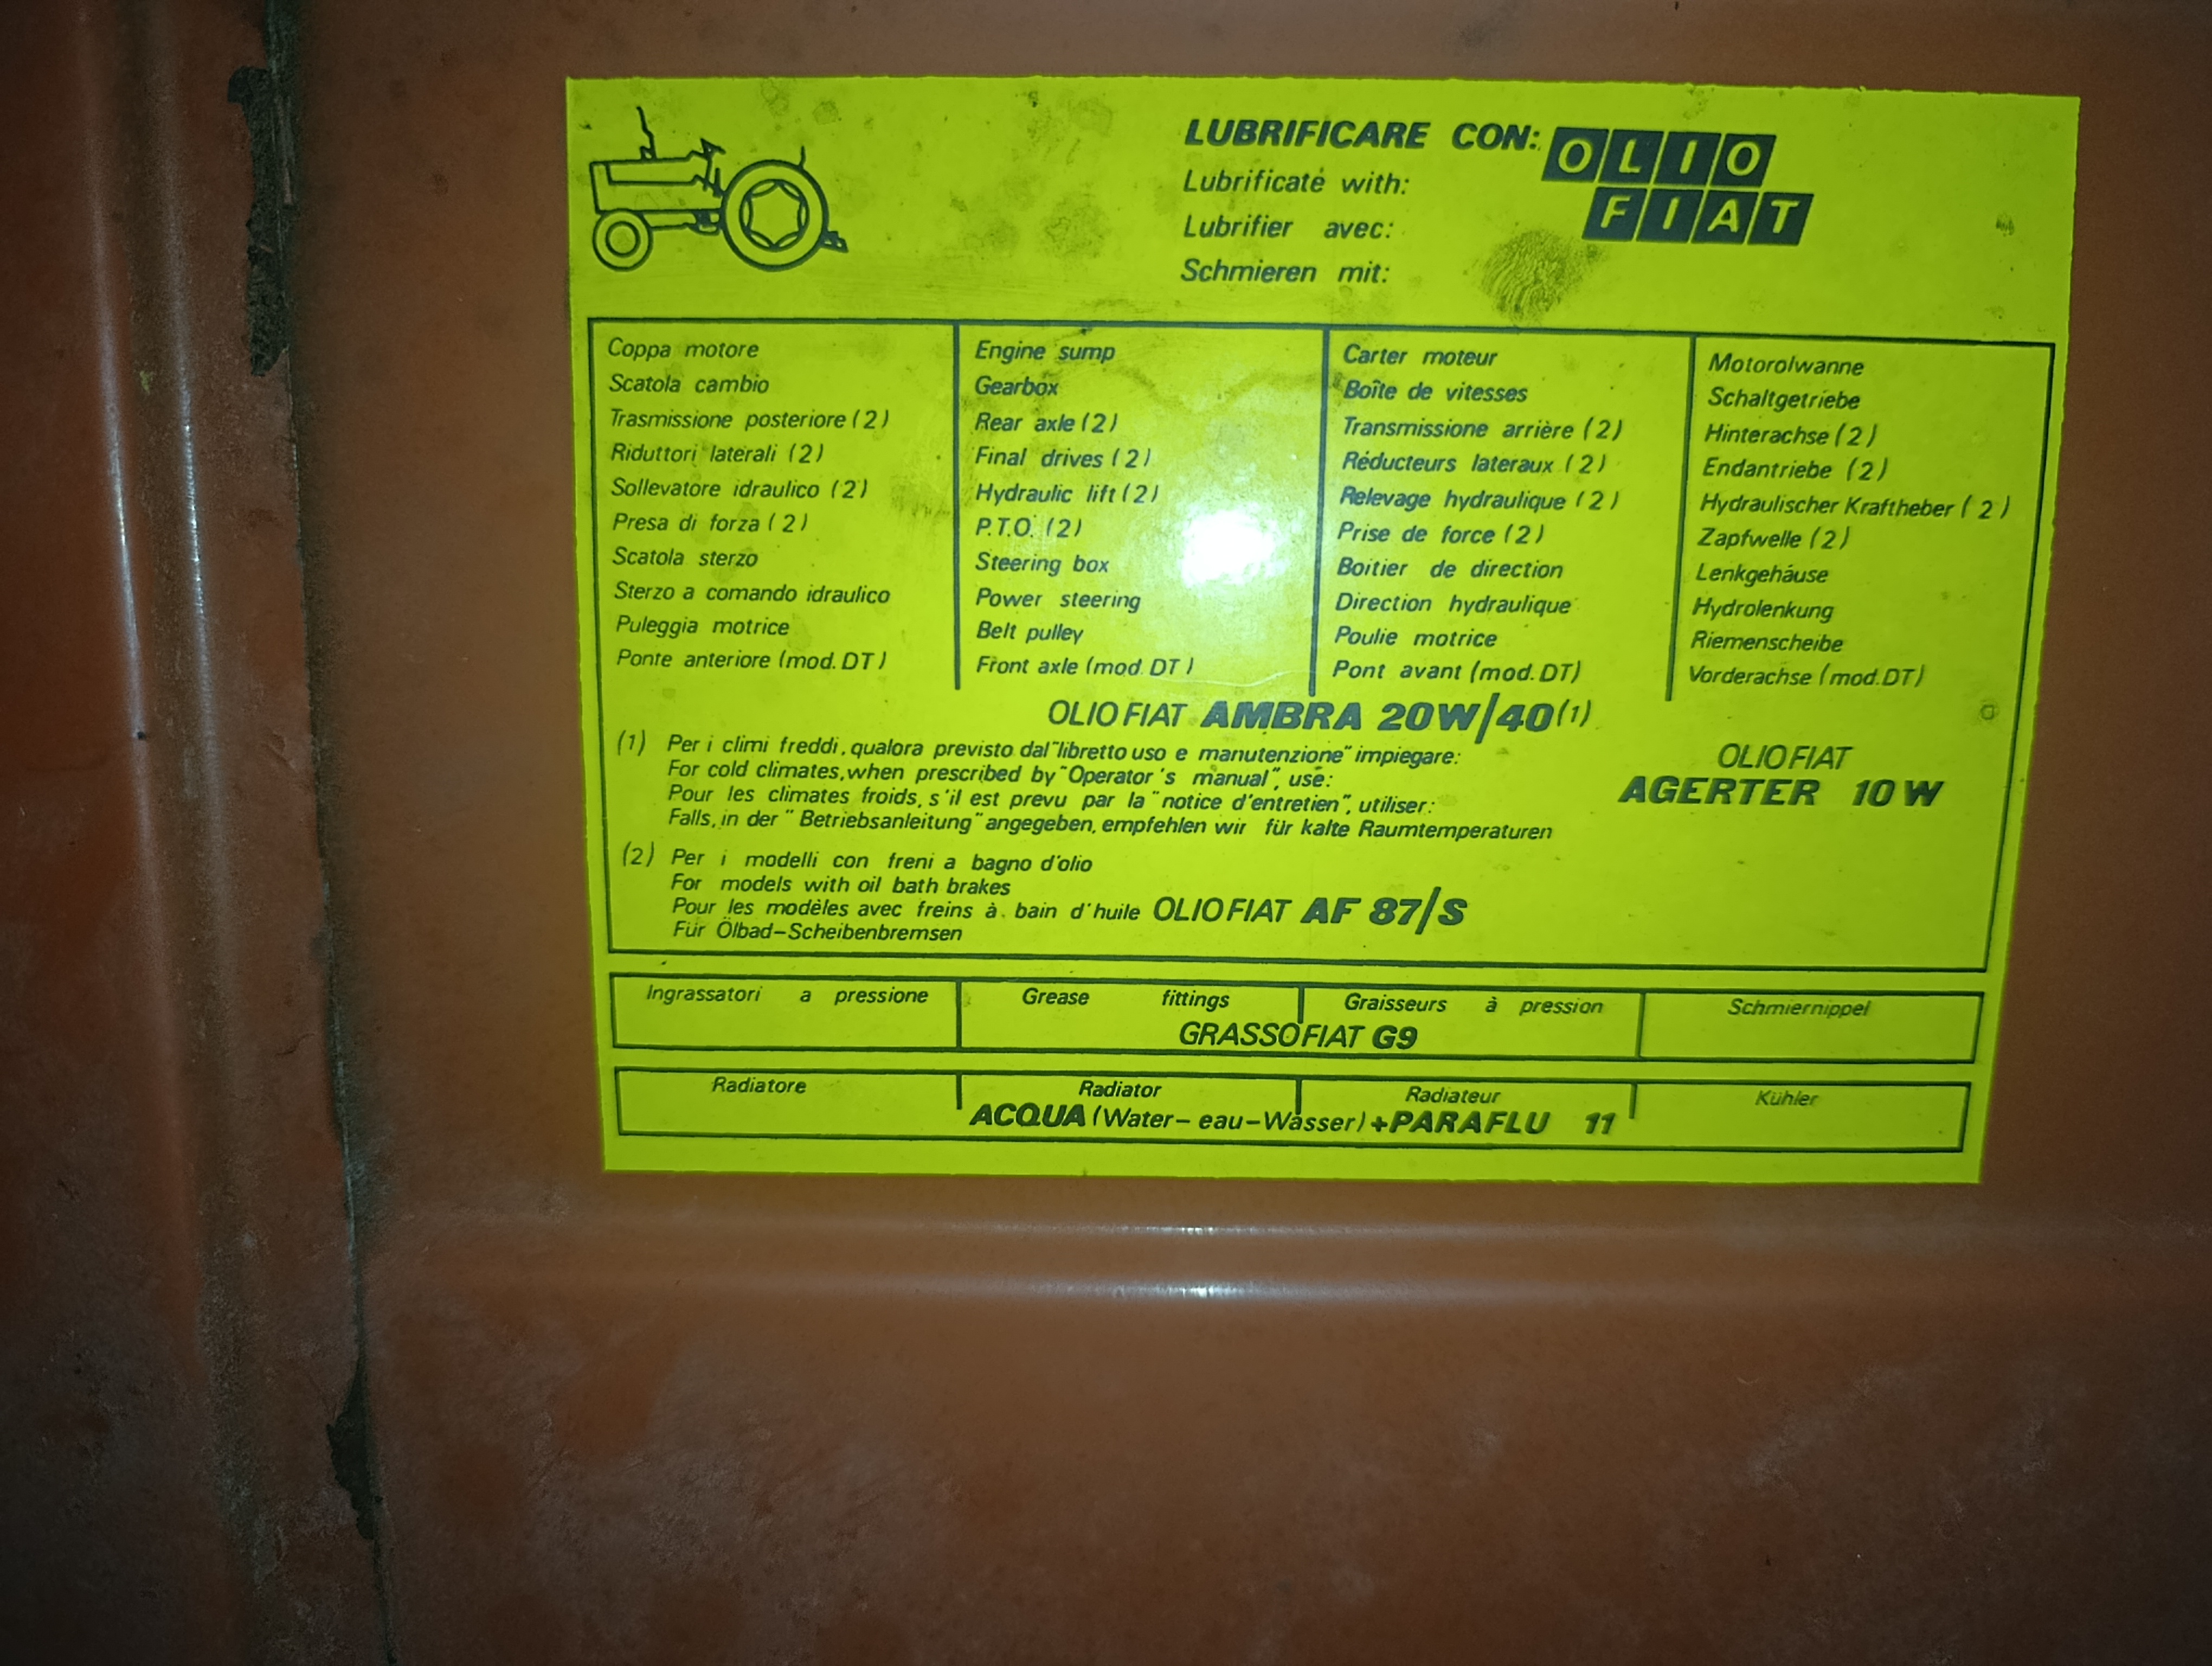 LUBRIFICARE CON: OLIO FIAT
Lubrificate with:
Lubrifier avec:
Schmieren mit:
Coppa motore
Scatola cambio
Trasmissione posteriore (2)
Riduttori laterali (2)
Sollevatore idraulico (2)
Presa di forza (2)
Scatola sterzo
Sterzo a comando idraulico
Puleggia motrice
Ponte anteriore (mod. DT)
Engine sump
Gearbox
Rear axle (2)
Final drives (2)
Hydraulic lift (2)
P.T.O. (2)
Steering box
Power steering
Belt pulley
Front axle (mod. DT)
Carter moteur
Boîte de vitesses
Transmissione arrière (2)
Réducteurs lateraux (2)
Relevage hydraulique (2)
Prise de force (2)
Boitier de direction
Direction hydraulique
Poulie motrice
Pont avant (mod. DT)
Motorolwanne
Schaltgetriebe
Hinterachse (2)
Endantriebe (2)
Hydraulischer Kraftheber (2)
Zapfwelle (2)
Lenkgehäuse
Hydrolenkung
Riemenscheibe
Vorderachse (mod. DT)
OLIO FIAT AMBRA 20W/40 (1)
(1) Per i climi freddi, qualora previsto dal "libretto uso e manutenzione" impiegare:
For cold climates, when prescribed by "Operator's manual", use:
Pour les climates froids, s'il est prevu par la "notice d'entretien", utiliser:
Falls, in der "Betriebsanleitung" angegeben, empfehlen wir für kalte Raumtemperaturen
OLIO FIAT
AGERTER 10W
(2) Per i modelli con freni a bagno d'olio
For models with oil bath brakes
Pour les modèles avec freins à bain d'huile OLIO FIAT AF 87/S
Für Ölbad-Scheibenbremsen
Ingrassatori a pressione Grease fittings Graisseurs à pression Schmiernippel
GRASSO FIAT G9
Radiatore Radiator Radiateur Kühler
ACQUA (Water-eau-Wasser) + PARAFLU 11